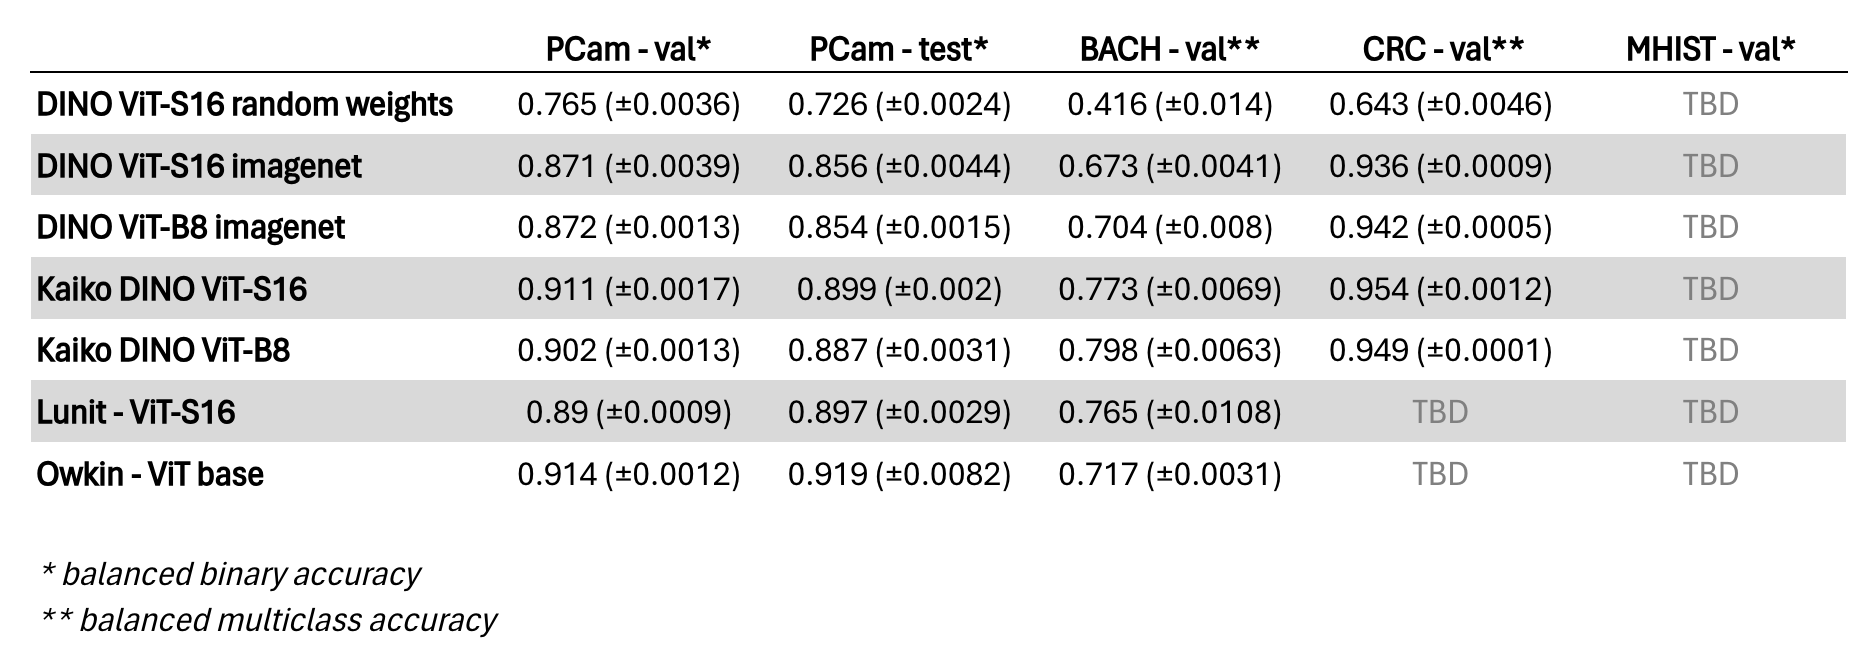 PCam - val* PCam - test* BACH - val** CRC - val** MHIST - val*
DINO ViT-S16 random weights 0.765 (±0.0036) 0.726 (±0.0024) 0.416 (±0.014) 0.643 (±0.0046) TBD
DINO ViT-S16 imagenet 0.871 (±0.0039) 0.856 (±0.0044) 0.673 (±0.0041) 0.936 (±0.0009) TBD
DINO ViT-B8 imagenet 0.872 (±0.0013) 0.854 (±0.0015) 0.704 (±0.008) 0.942 (±0.0005) TBD
Kaiko DINO ViT-S16 0.911 (±0.0017) 0.899 (±0.002) 0.773 (±0.0069) 0.954 (±0.0012) TBD
Kaiko DINO ViT-B8 0.902 (±0.0013) 0.887 (±0.0031) 0.798 (±0.0063) 0.949 (±0.0001) TBD
Lunit - ViT-S16 0.89 (±0.0009) 0.897 (±0.0029) 0.765 (±0.0108) TBD TBD
Owkin - ViT base 0.914 (±0.0012) 0.919 (±0.0082) 0.717 (±0.0031) TBD TBD
* balanced binary accuracy
** balanced multiclass accuracy